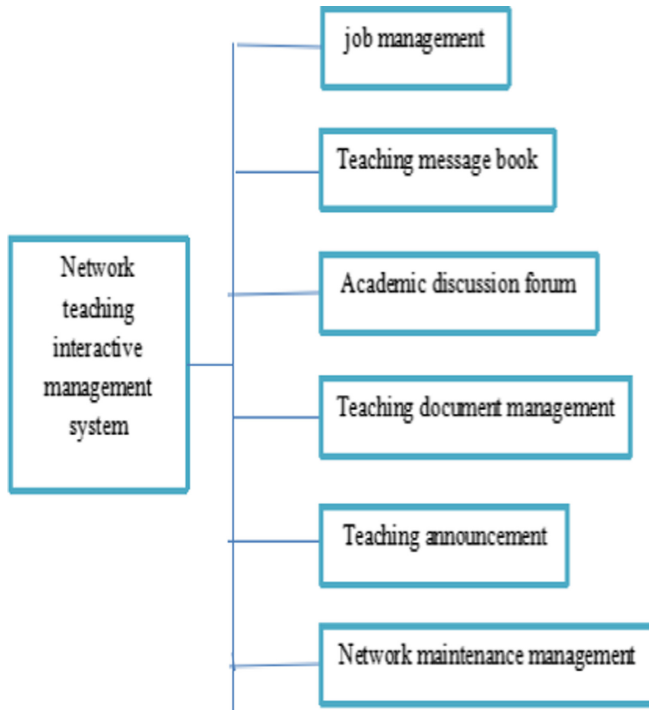 job management
Teaching message book
Academic discussion forum
Network
teaching
interactive
management
system
Teaching document management
Teaching announcement
Network maintenance management